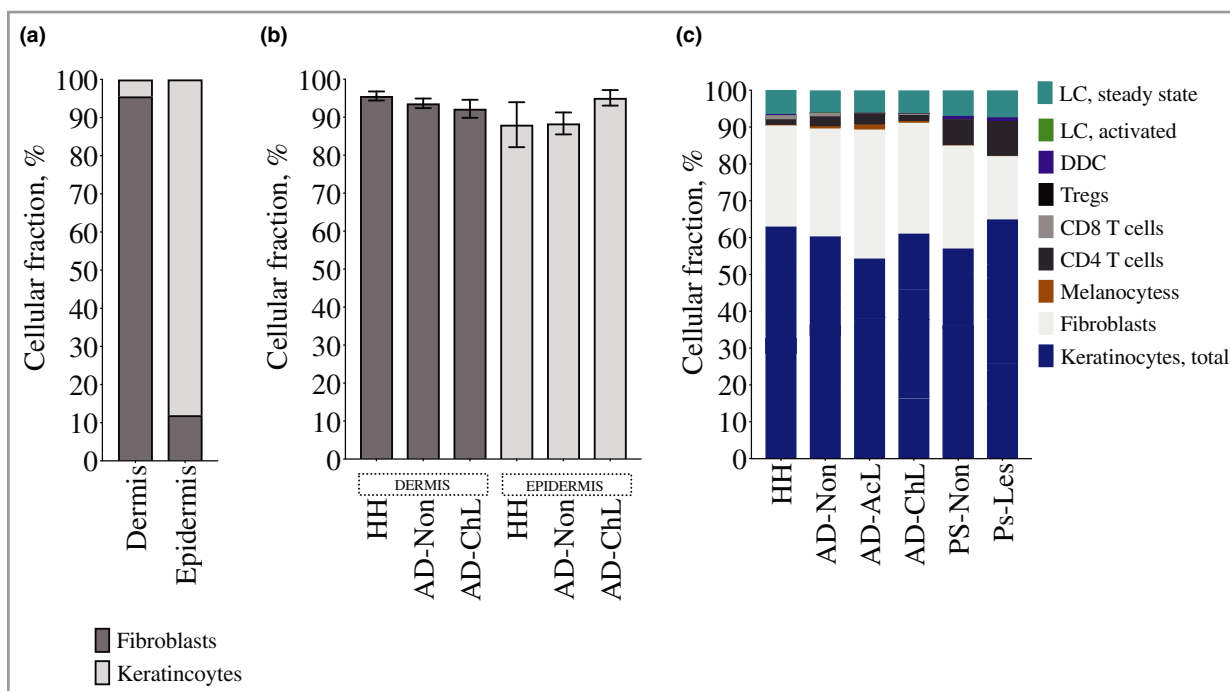 (a)
Cellular fraction, %
100
90
80
70
60
50
40
30
20
10
0
Dermis
Epidermis
Fibroblasts
Keratincoytes
(b)
Cellular fraction, %
100
90
80
70
60
50
40
30
20
10
0
DERMIS
EPIDERMIS
HH
AD-Non
AD-ChL
HH
AD-Non
AD-ChL
(c)
Cellular fraction, %
100
90
80
70
60
50
40
30
20
10
0
HH
AD-Non
AD-AcL
AD-ChL
PS-Non
Ps-Les
LC, steady state
LC, activated
DDC
Tregs
CD8 T cells
CD4 T cells
Melanocytess
Fibroblasts
Keratinocytes, total